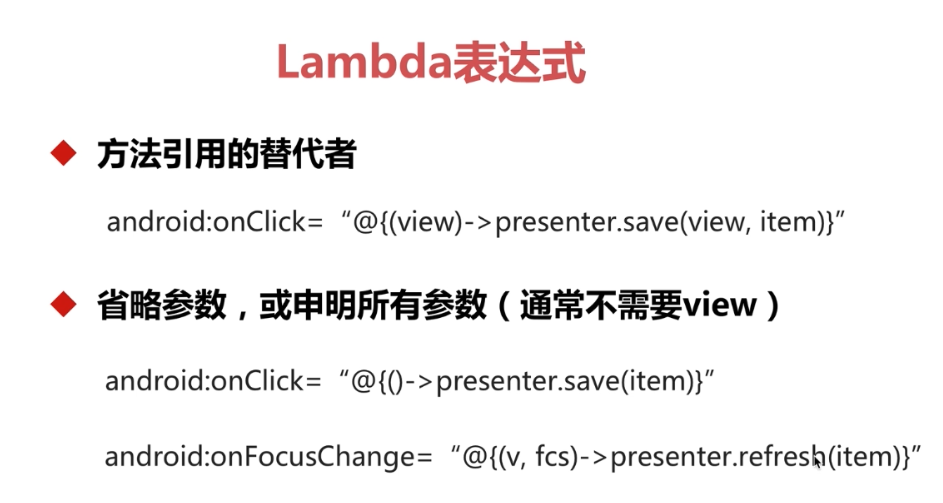 Lambda表达式
方法引用的替代者
android:onClick=“@{(view)->presenter.save(view, item)}”
省略参数，或申明所有参数（通常不需要view）
android:onClick=“@{()->presenter.save(item)}”
android:onFocusChange=“@{(v, fcs)->presenter.refresh(item)}”